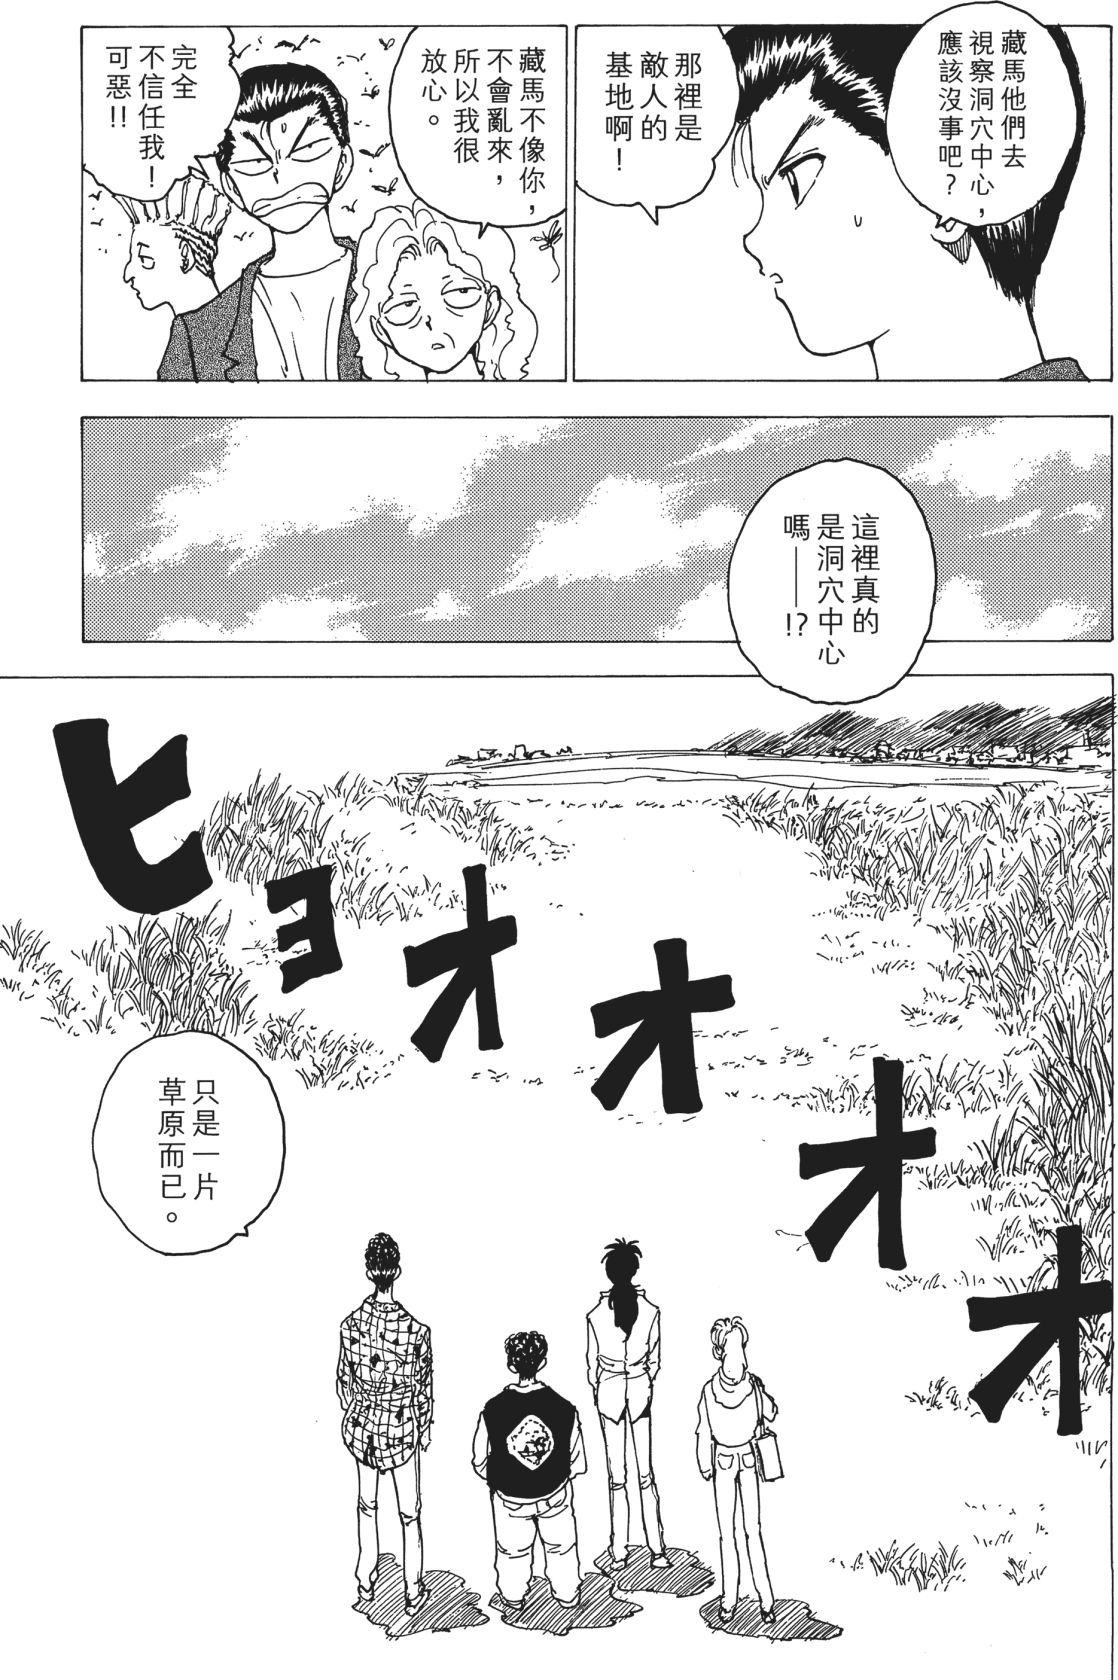 藏馬他們去
視察洞穴中心，
應該沒事吧？
那裡是
敵人的
基地啊！
藏馬不像你，
不會亂來，
所以我很
放心。
完全
不信任我！
可惡！！
這裡真的
是洞穴中心
嗎——！？
ヒョオオオオ
只是一片
草原而已。